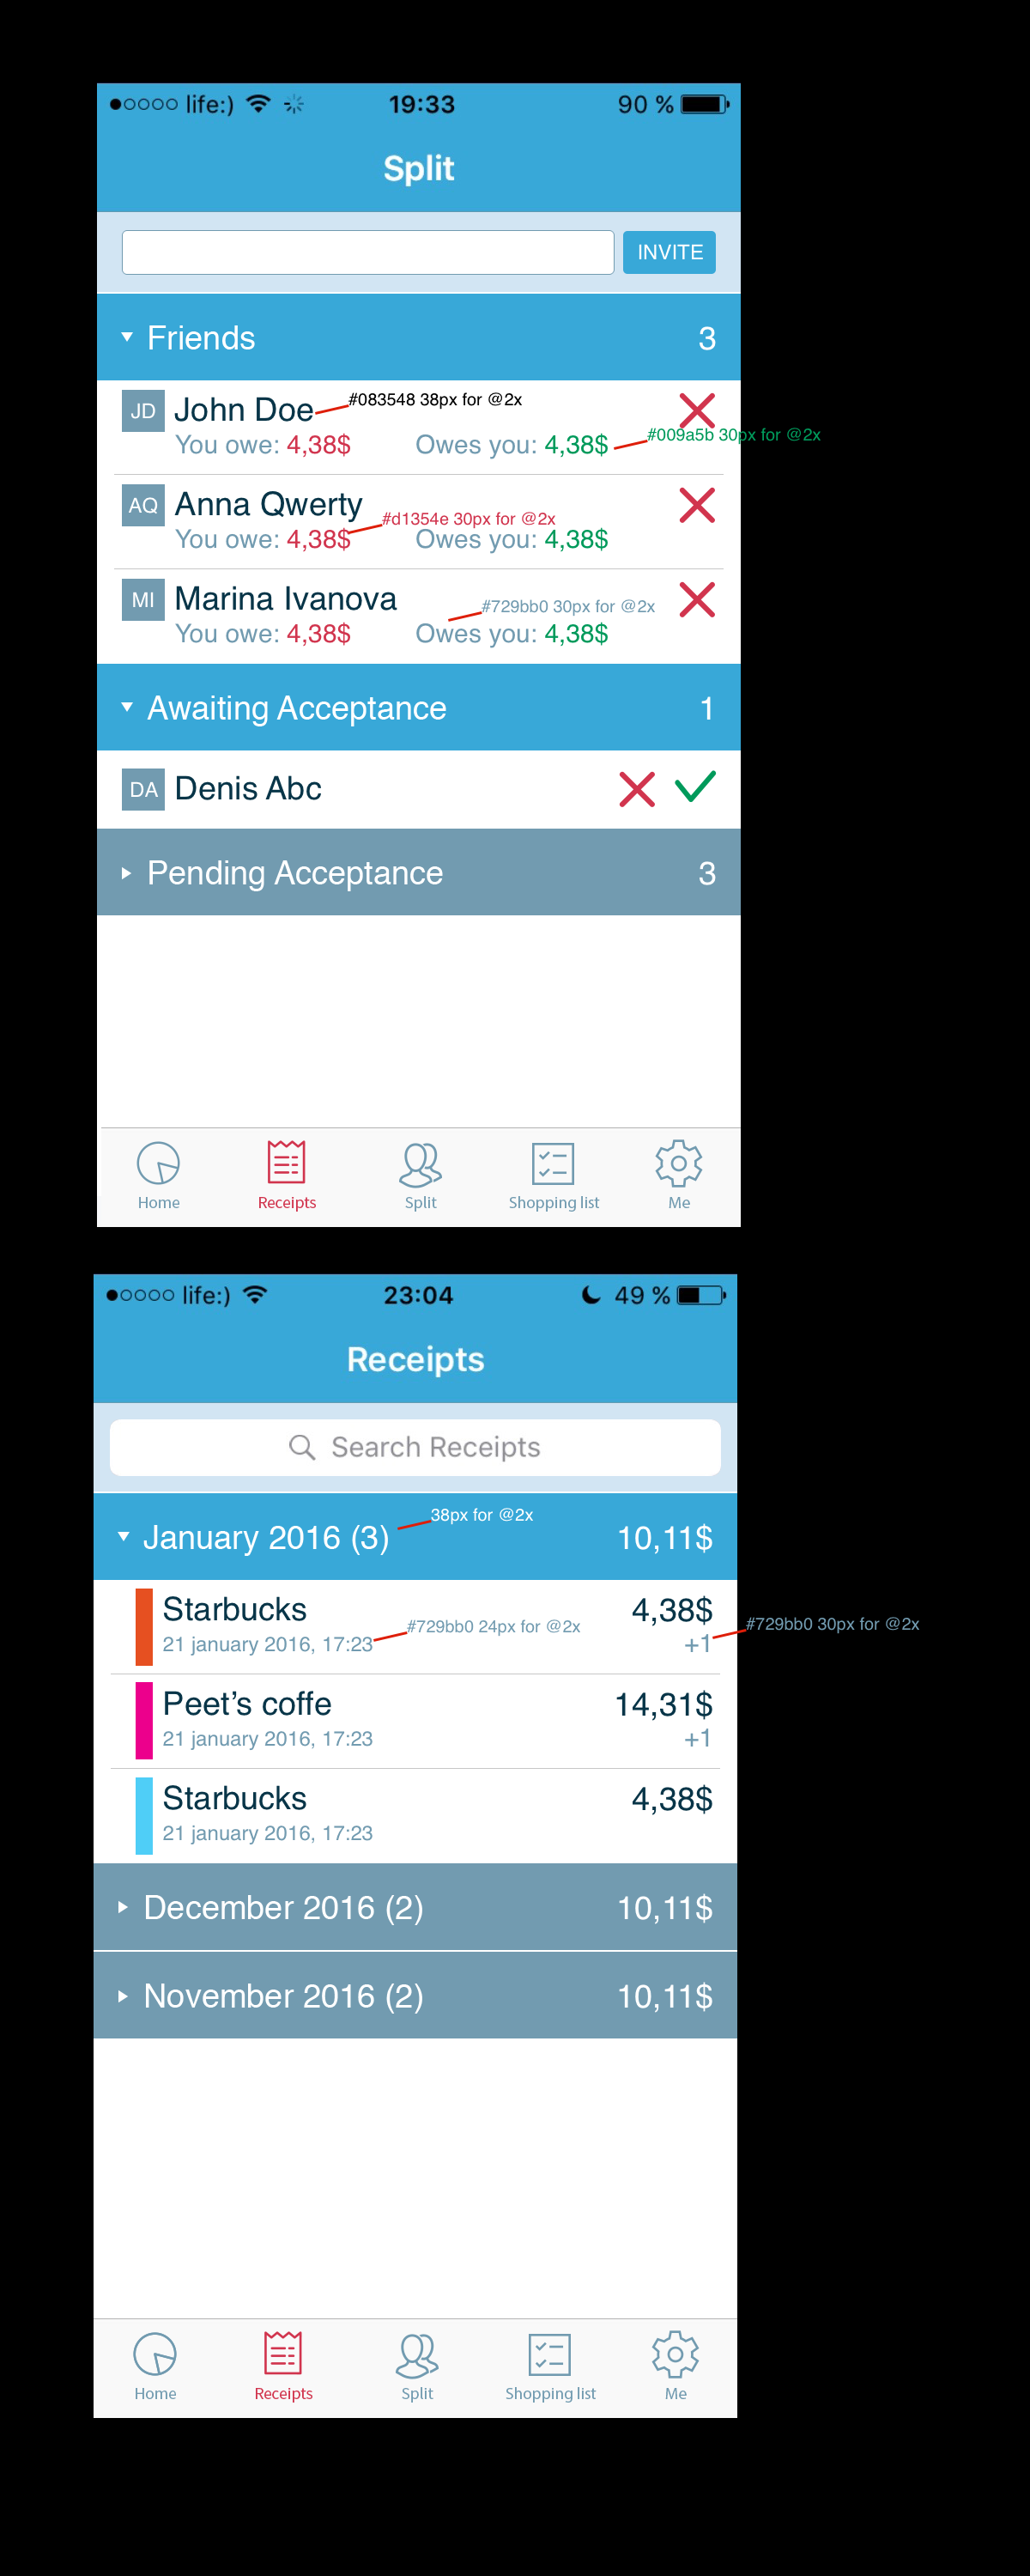 life:) 19:33 90 %
Split
INVITE
Friends 3
JD John Doe #083548 38px for @2x
You owe: 4,38$ Owes you: 4,38$ #009a5b 30px for @2x
AQ Anna Qwerty #d1354e 30px for @2x
You owe: 4,38$ Owes you: 4,38$
MI Marina Ivanova #729bb0 30px for @2x
You owe: 4,38$ Owes you: 4,38$
Awaiting Acceptance 1
DA Denis Abc
Pending Acceptance 3
Home Receipts Split Shopping list Me
life:) 23:04 49 %
Receipts
Search Receipts
38px for @2x
January 2016 (3) 10,11$
Starbucks 4,38$
21 january 2016, 17:23 #729bb0 24px for @2x +1 #729bb0 30px for @2x
Peet’s coffe 14,31$
21 january 2016, 17:23 +1
Starbucks 4,38$
21 january 2016, 17:23
December 2016 (2) 10,11$
November 2016 (2) 10,11$
Home Receipts Split Shopping list Me